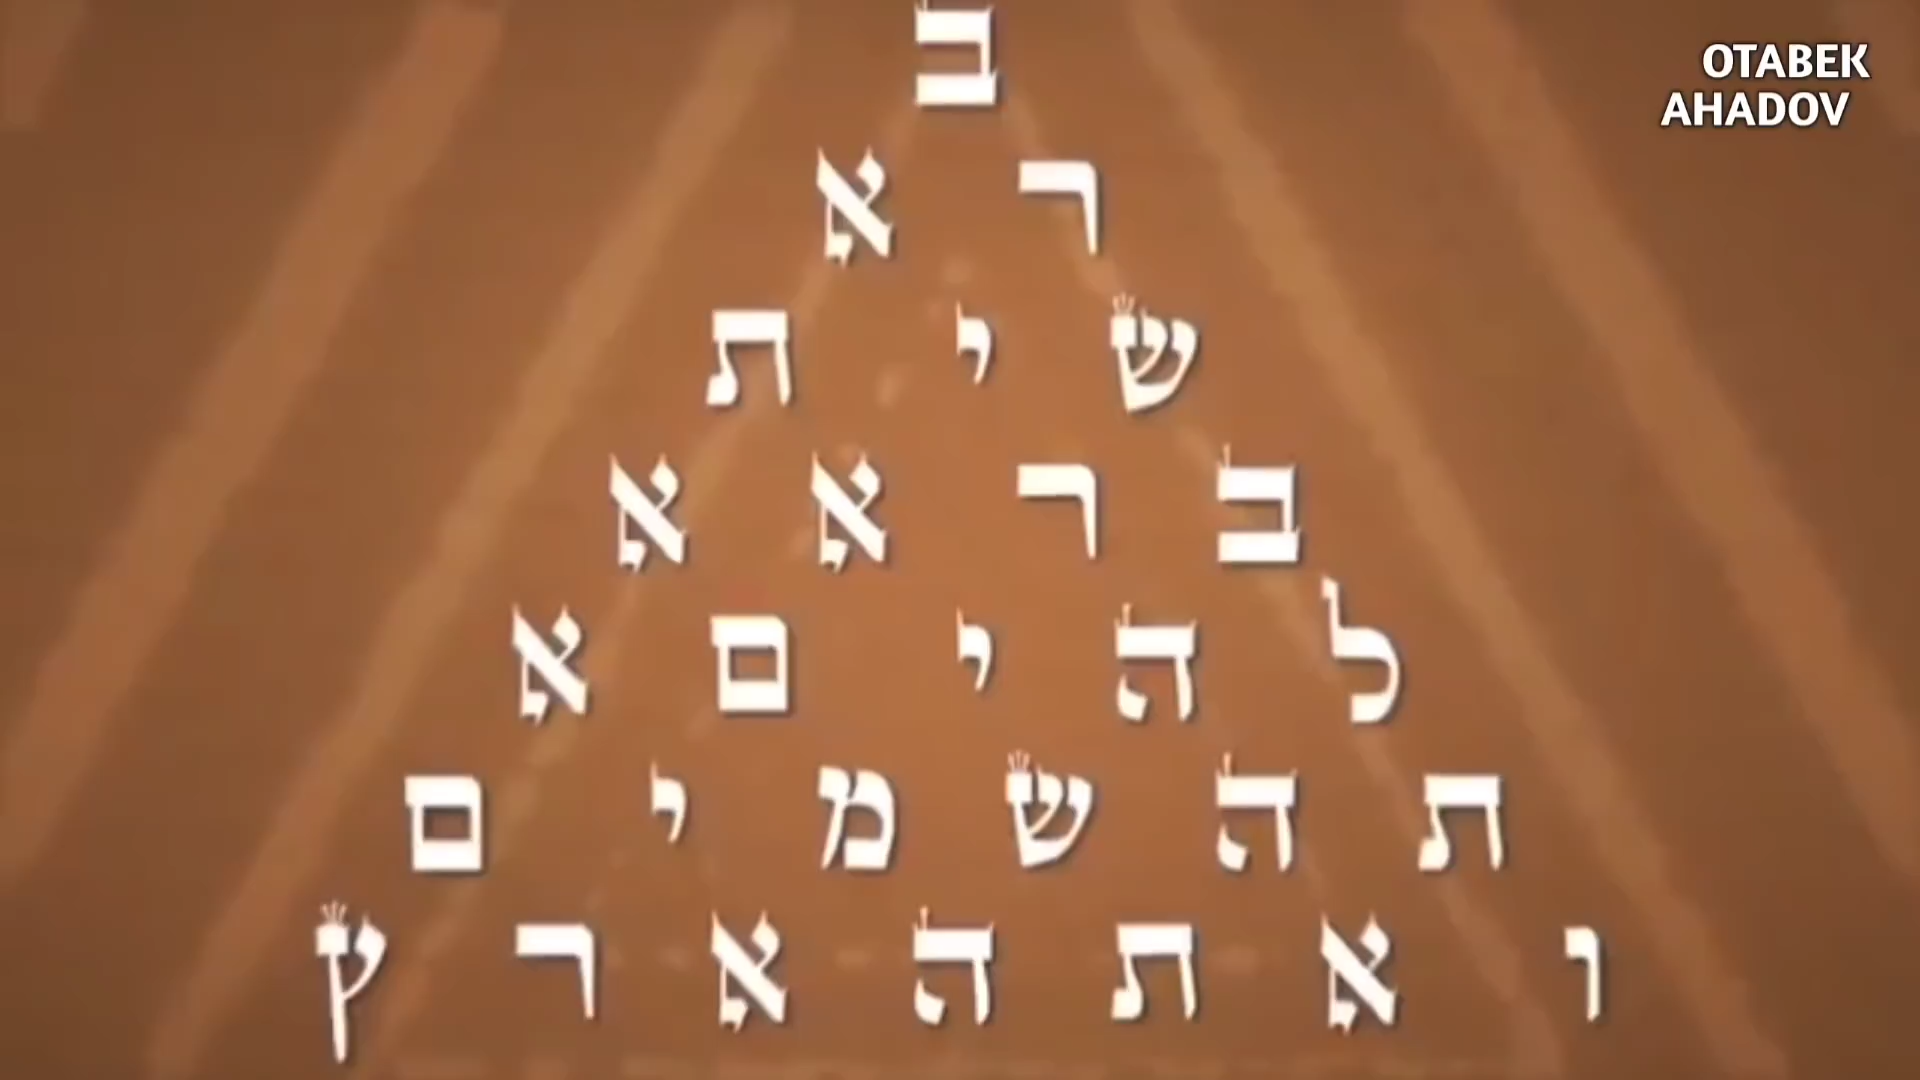 OTABEK
AHADOV
ב
ר א
ש י ת
ב ר א א
ל ה י ם א
ת ה ש מ י ם
ו א ת ה א ר ץ